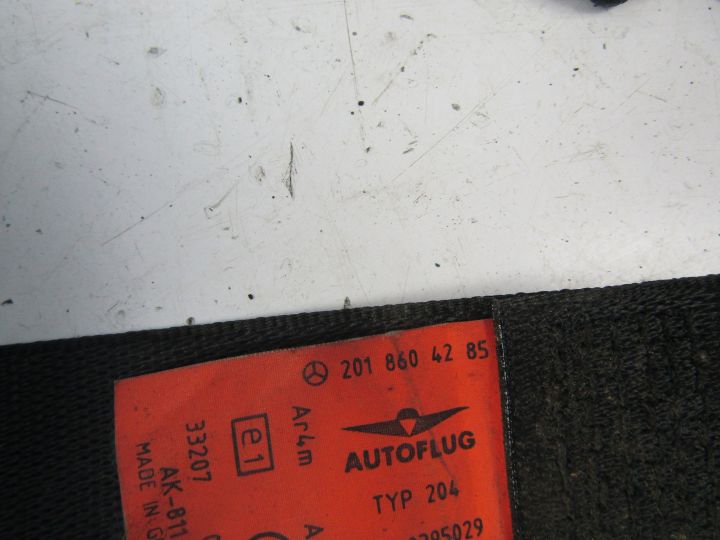 201 860 42 85
AUTOFLUG
TYP 204
Ar4m
e1
33207
AK-811
MADE IN